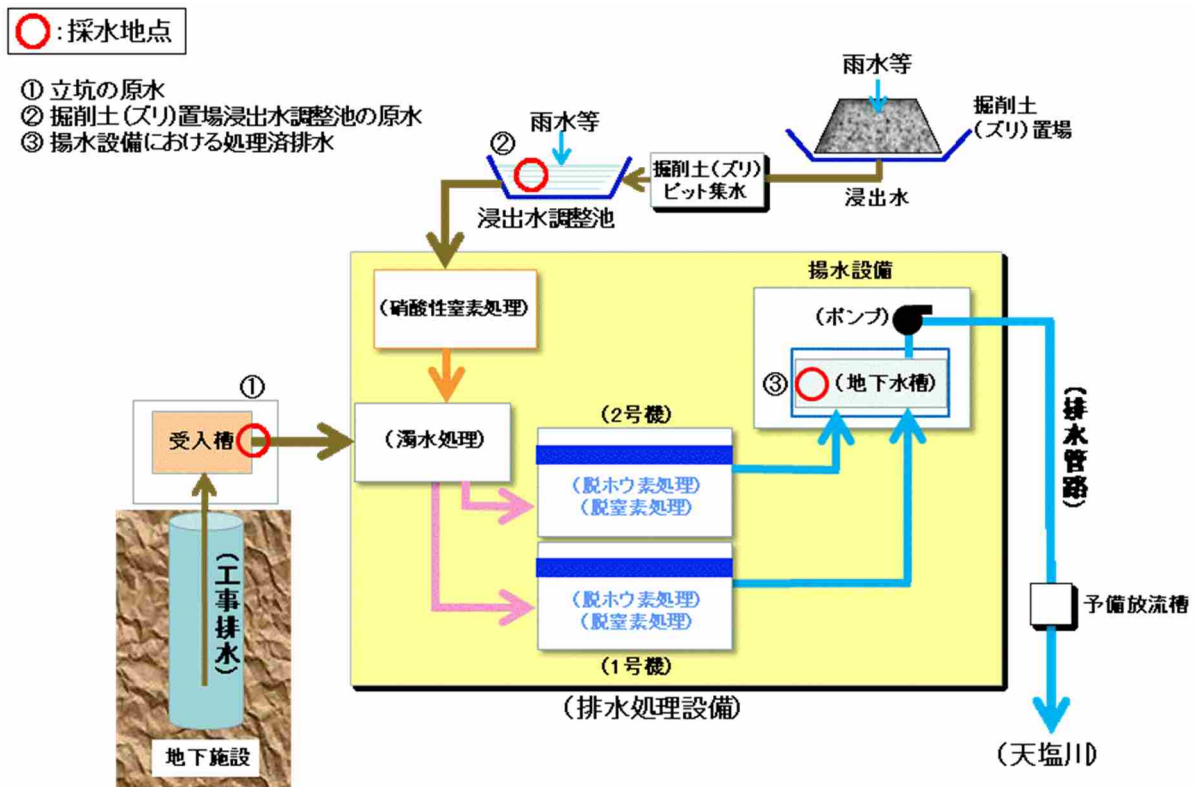 ○:採水地点
① 立坑の原水
② 掘削土(ズリ)置場浸出水調整池の原水
③ 揚水設備における処理済排水
雨水等
掘削土
(ズリ)置場
雨水等
②
掘削土(ズリ)
ピット集水
浸出水
浸出水調整池
揚水設備
(硝酸性窒素処理)
(ポンプ)
③
(地下水槽)
(排水管路)
①
受入槽
(濁水処理)
(2号機)
(脱ホウ素処理)
(脱窒素処理)
(脱ホウ素処理)
(脱窒素処理)
(1号機)
予備放流槽
(工事排水)
(排水処理設備)
地下施設
(天塩川)